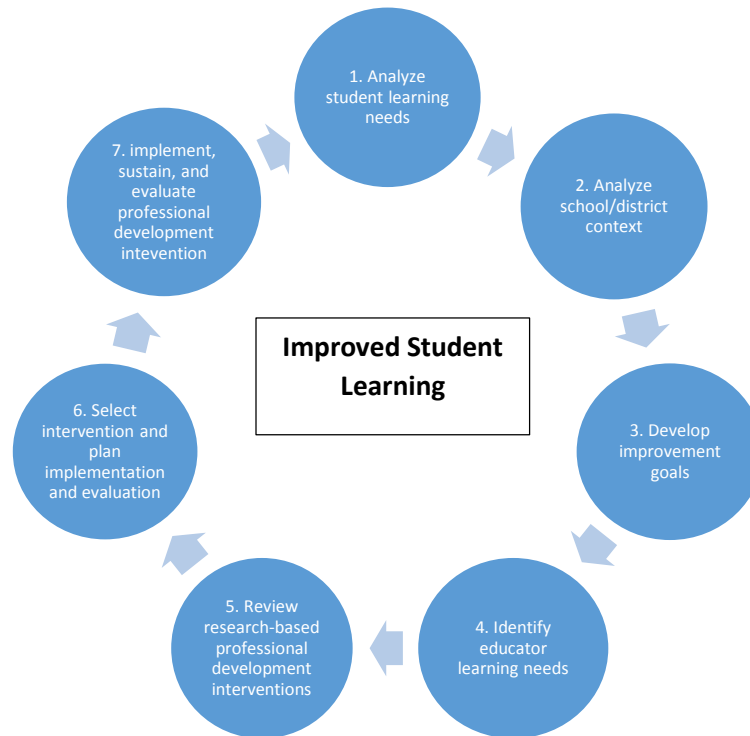 1. Analyze
student learning
needs
2. Analyze
school/district
context
3. Develop
improvement
goals
4. Identify
educator
learning needs
5. Review
research-based
professional
development
interventions
6. Select
intervention and
plan
implementation
and evaluation
7. implement,
sustain, and
evaluate
professional
development
intevention
Improved Student
Learning